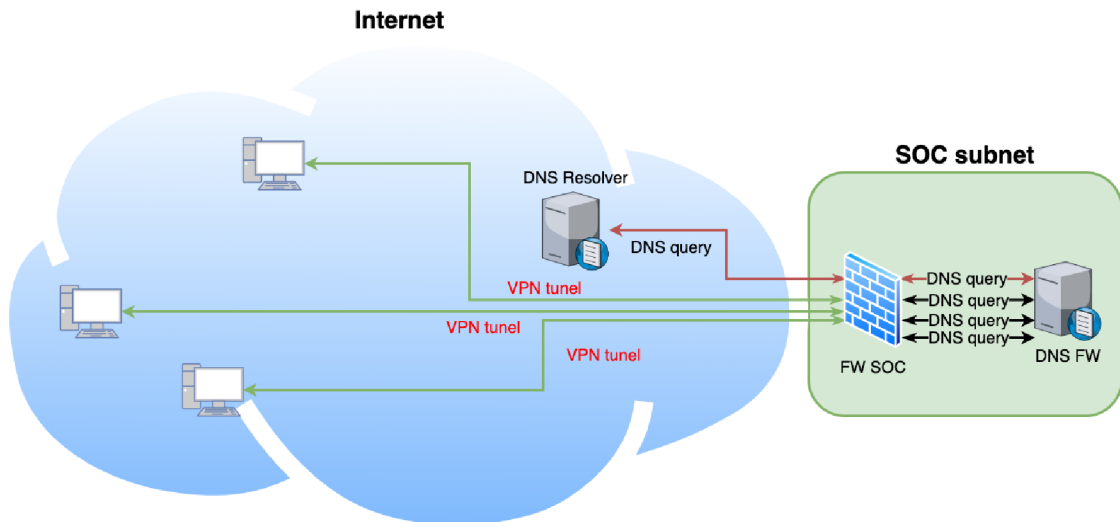 Internet
SOC subnet
DNS Resolver
DNS query
VPN tunel
VPN tunel
VPN tunel
DNS query
DNS query
DNS query
DNS query
FW SOC
DNS FW